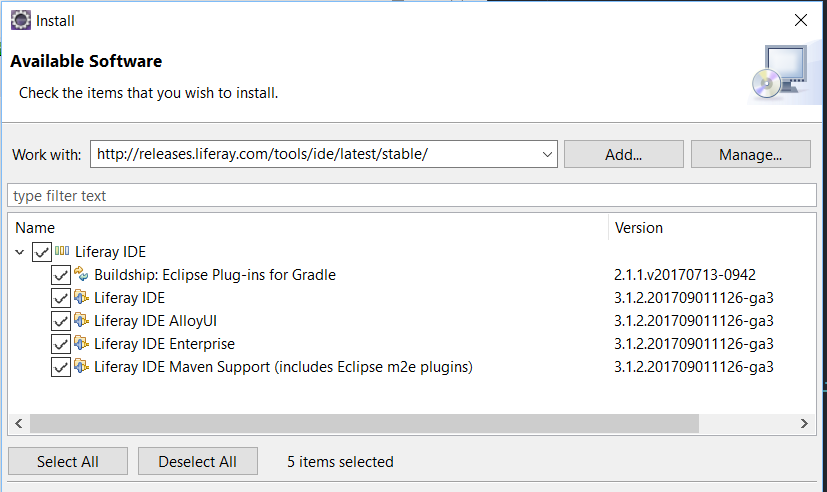 Install
Available Software
Check the items that you wish to install.
Work with: http://releases.liferay.com/tools/ide/latest/stable/ Add... Manage...
type filter text
Name Version
Liferay IDE
Buildship: Eclipse Plug-ins for Gradle 2.1.1.v20170713-0942
Liferay IDE 3.1.2.201709011126-ga3
Liferay IDE AlloyUI 3.1.2.201709011126-ga3
Liferay IDE Enterprise 3.1.2.201709011126-ga3
Liferay IDE Maven Support (includes Eclipse m2e plugins) 3.1.2.201709011126-ga3
Select All Deselect All 5 items selected